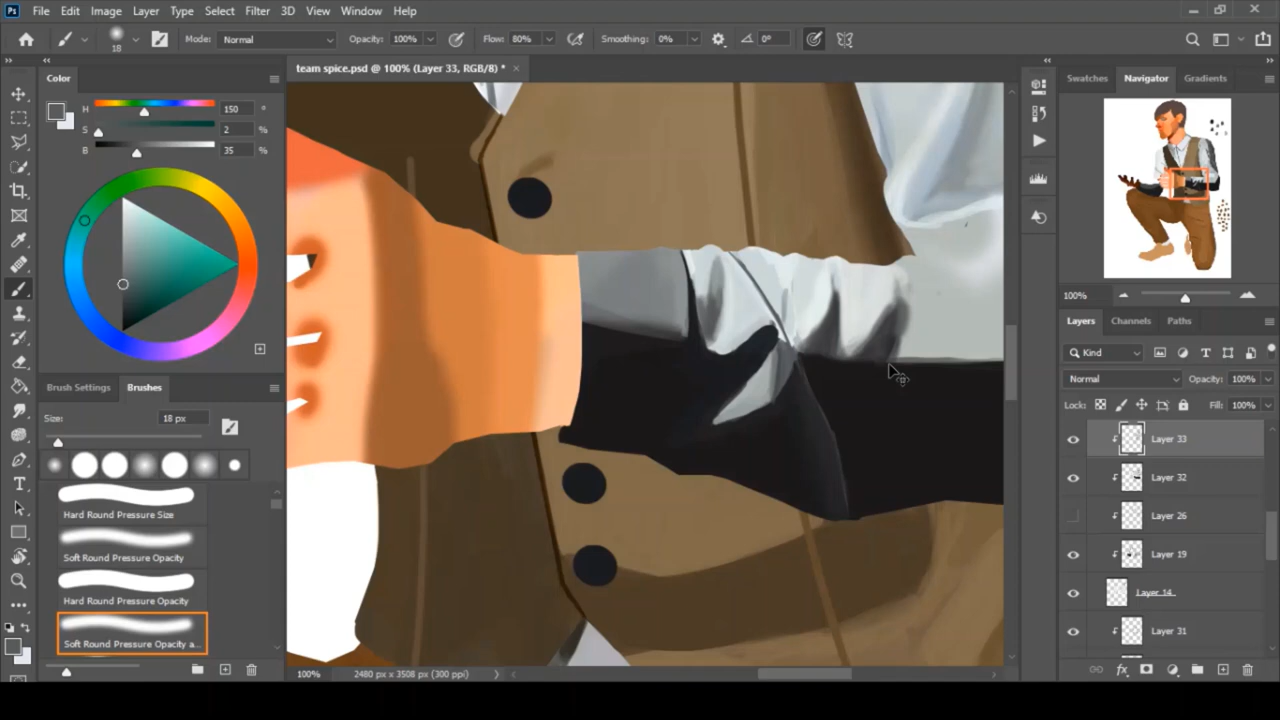 Ps File Edit Image Layer Type Select Filter 3D View Window Help
18 Mode: Normal Opacity: 100% Flow: 80% Smoothing: 0% 0°
Color
H 150 °
S 2 %
B 35 %
Brush Settings Brushes
Size: 18 px
Hard Round Pressure Size
Soft Round Pressure Opacity
Hard Round Pressure Opacity
Soft Round Pressure Opacity a...
team spice.psd @ 100% (Layer 33, RGB/8) * ×
100% 2480 px x 3508 px (300 ppi)
Swatches Navigator Gradients
100%
Layers Channels Paths
Kind
Normal Opacity: 100%
Lock: Fill: 100%
Layer 33
Layer 32
Layer 26
Layer 19
Layer 14
Layer 31
fx